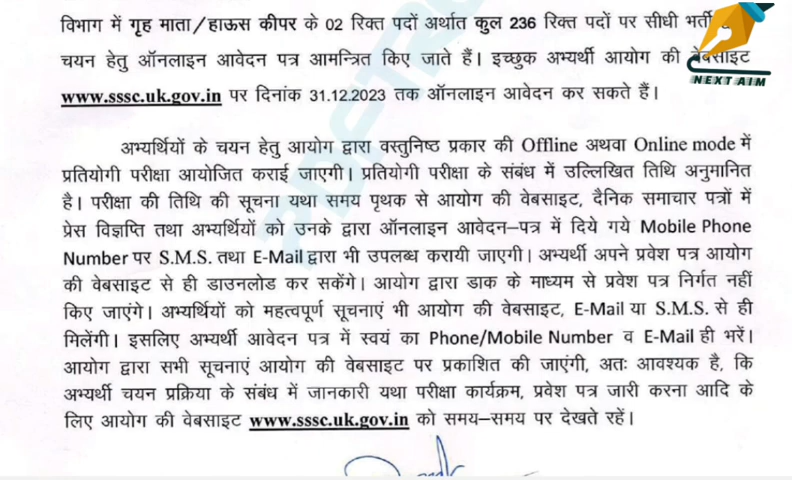 विभाग में गृह माता/हाऊस कीपर के 02 रिक्त पदों अर्थात कुल 236 रिक्त पदों पर सीधी भर्ती
चयन हेतु ऑनलाइन आवेदन पत्र आमन्त्रित किए जाते हैं। इच्छुक अभ्यर्थी आयोग की वेबसाइट
NEXT AIM
www.sssc.uk.gov.in पर दिनांक 31.12.2023 तक ऑनलाइन आवेदन कर सकते हैं।
अभ्यर्थियों के चयन हेतु आयोग द्वारा वस्तुनिष्ठ प्रकार की Offline अथवा Online mode में
प्रतियोगी परीक्षा आयोजित कराई जाएगी। प्रतियोगी परीक्षा के संबंध में उल्लिखित तिथि अनुमानित
है। परीक्षा की तिथि की सूचना यथा समय पृथक से आयोग की वेबसाइट, दैनिक समाचार पत्रों में
प्रेस विज्ञप्ति तथा अभ्यर्थियों को उनके द्वारा ऑनलाइन आवेदन–पत्र में दिये गये Mobile Phone
Number पर S.M.S. तथा E-Mail द्वारा भी उपलब्ध करायी जाएगी। अभ्यर्थी अपने प्रवेश पत्र आयोग
की वेबसाइट से ही डाउनलोड कर सकेंगे। आयोग द्वारा डाक के माध्यम से प्रवेश पत्र निर्गत नहीं
किए जाएंगे। अभ्यर्थियों को महत्वपूर्ण सूचनाएं भी आयोग की वेबसाइट, E-Mail या S.M.S. से ही
मिलेंगी। इसलिए अभ्यर्थी आवेदन पत्र में स्वयं का Phone/Mobile Number व E-Mail ही भरें।
आयोग द्वारा सभी सूचनाएं आयोग की वेबसाइट पर प्रकाशित की जाएंगी, अतः आवश्यक है, कि
अभ्यर्थी चयन प्रक्रिया के संबंध में जानकारी यथा परीक्षा कार्यक्रम, प्रवेश पत्र जारी करना आदि के
लिए आयोग की वेबसाइट www.sssc.uk.gov.in को समय–समय पर देखते रहें।